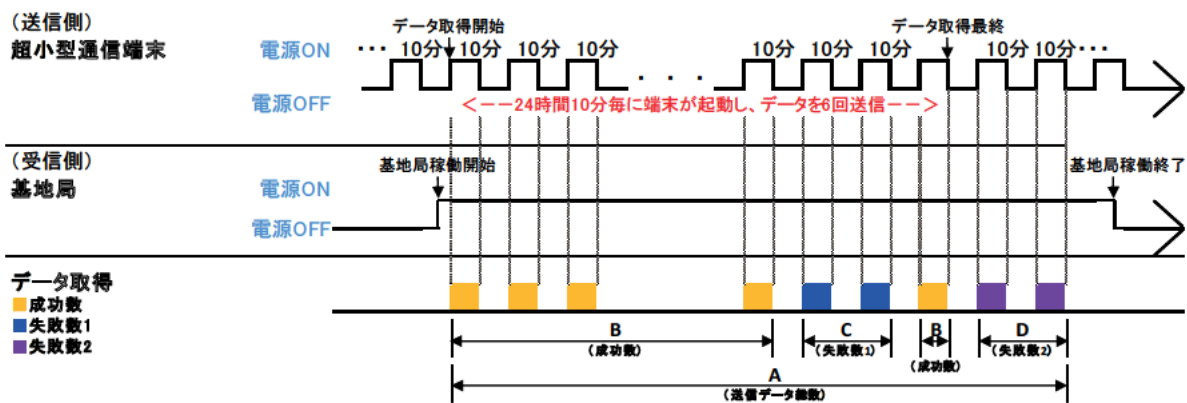 (送信側)
超小型通信端末
電源ON
電源OFF
データ取得開始
データ取得最終
・・・ 10分 10分 10分 10分 10分 10分 10分 10分 10分・・・
・ ・ ・
<ーー24時間10分毎に端末が起動し、データを6回送信ーー>
(受信側)
基地局
電源ON
電源OFF
基地局稼働開始
基地局稼働終了
データ取得
成功数
失敗数1
失敗数2
B
(成功数)
C
(失敗数1)
B
(成功数)
D
(失敗数2)
A
(送信データ総数)